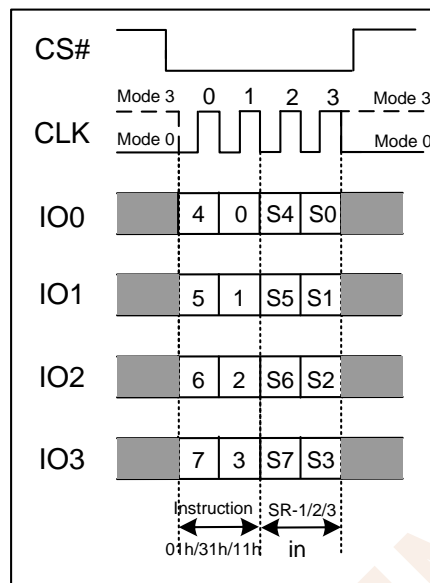 CS#
Mode 3 0 1 2 3 Mode 3
CLK
Mode 0 Mode 0
IO0 4 0 S4 S0
IO1 5 1 S5 S1
IO2 6 2 S6 S2
IO3 7 3 S7 S3
Instruction SR-1/2/3
01h/31h/11h in